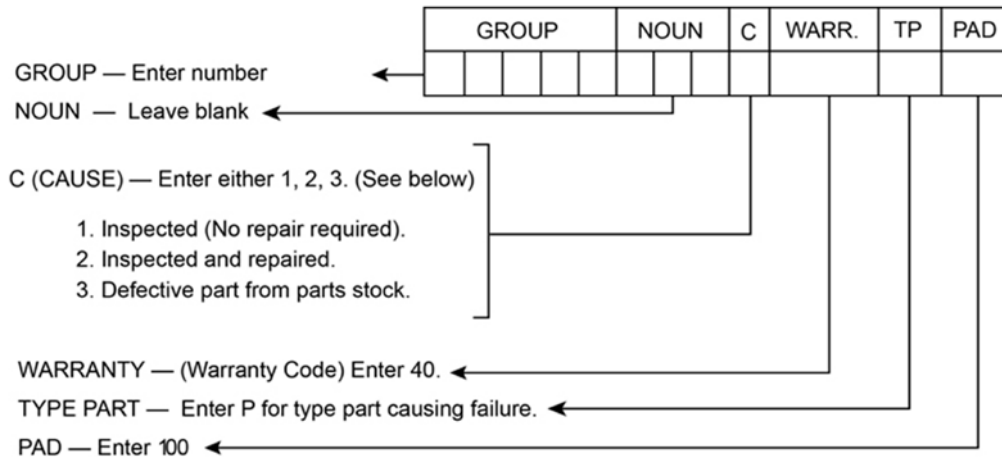 GROUP NOUN C WARR. TP PAD
GROUP — Enter number
NOUN — Leave blank
C (CAUSE) — Enter either 1, 2, 3. (See below)
1. Inspected (No repair required).
2. Inspected and repaired.
3. Defective part from parts stock.
WARRANTY — (Warranty Code) Enter 40.
TYPE PART — Enter P for type part causing failure.
PAD — Enter 100